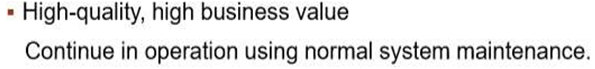 ▪ High-quality, high business value
Continue in operation using normal system maintenance.